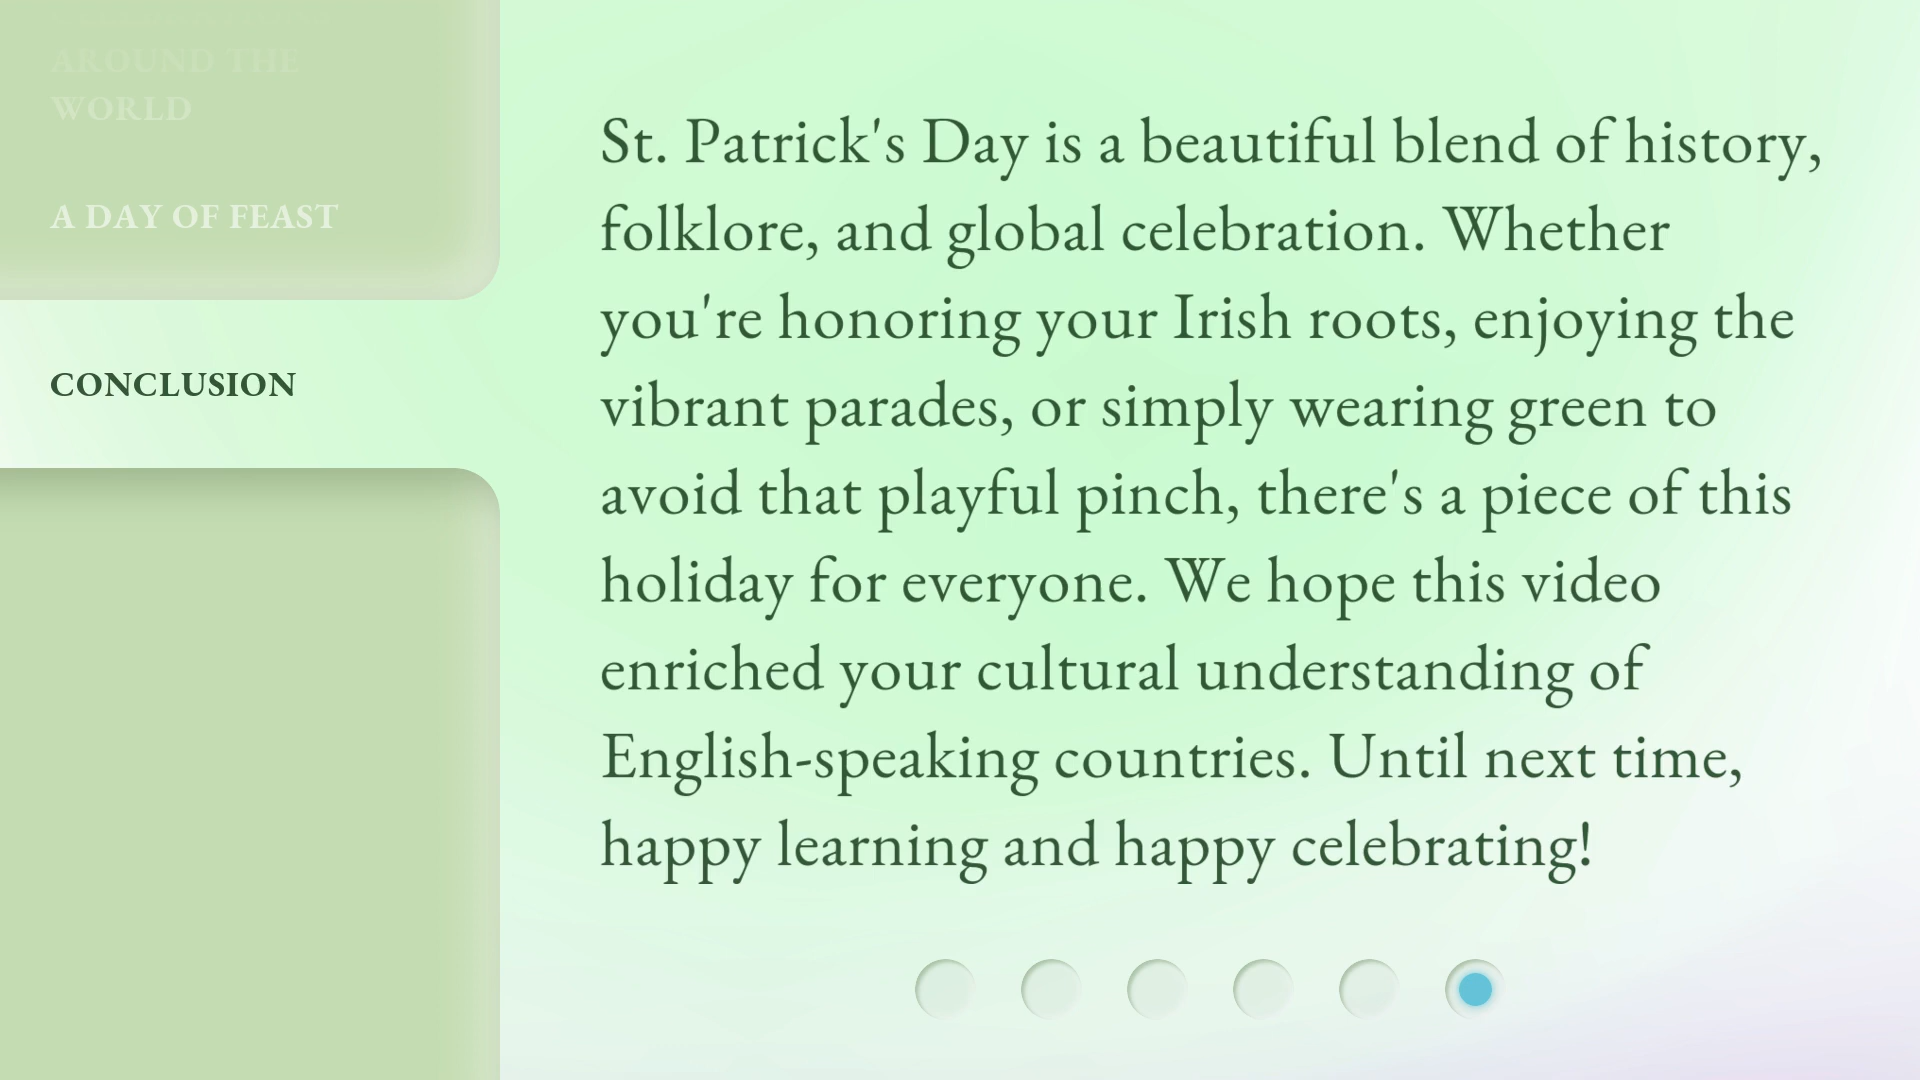 AROUND THE
WORLD
A DAY OF FEAST
CONCLUSION
St. Patrick's Day is a beautiful blend of history,
folklore, and global celebration. Whether
you're honoring your Irish roots, enjoying the
vibrant parades, or simply wearing green to
avoid that playful pinch, there's a piece of this
holiday for everyone. We hope this video
enriched your cultural understanding of
English-speaking countries. Until next time,
happy learning and happy celebrating!